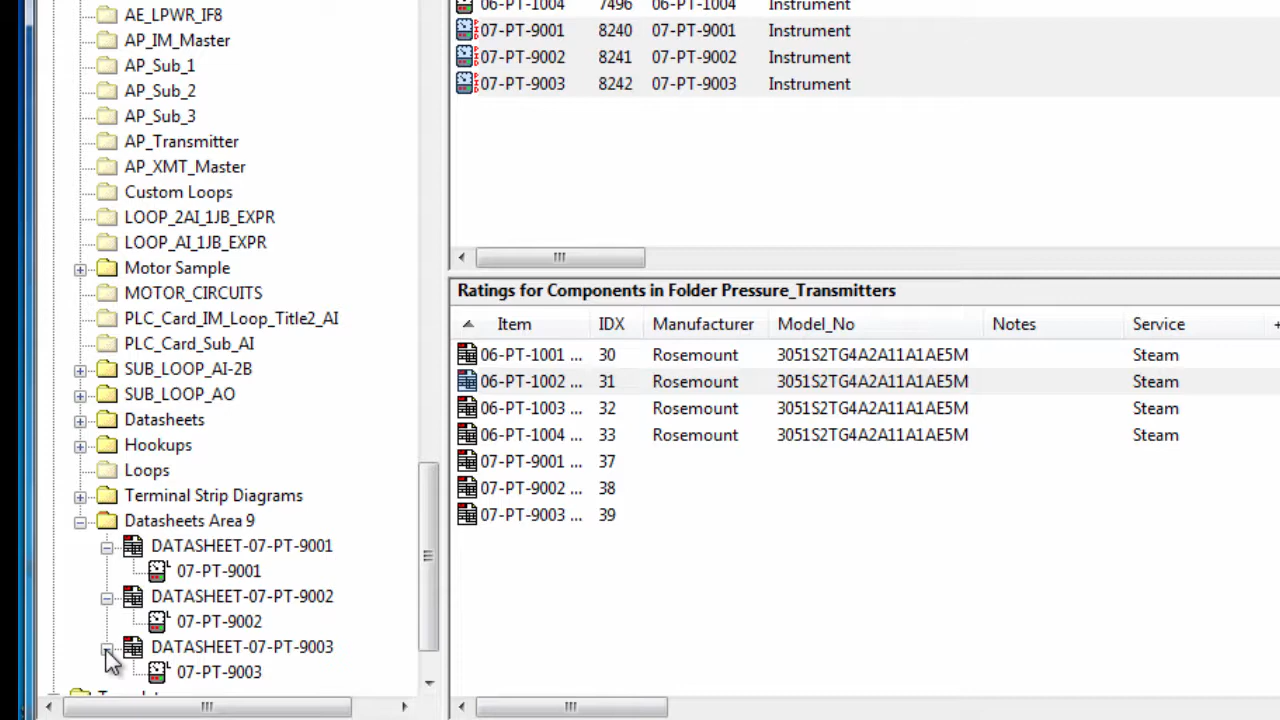 AE_LPWR_IF8
AP_IM_Master
AP_Sub_1
AP_Sub_2
AP_Sub_3
AP_Transmitter
AP_XMT_Master
Custom Loops
LOOP_2AI_1JB_EXPR
LOOP_AI_1JB_EXPR
Motor Sample
MOTOR_CIRCUITS
PLC_Card_IM_Loop_Title2_AI
PLC_Card_Sub_AI
SUB_LOOP_AI-2B
SUB_LOOP_AO
Datasheets
Hookups
Loops
Terminal Strip Diagrams
Datasheets Area 9
DATASHEET-07-PT-9001
07-PT-9001
DATASHEET-07-PT-9002
07-PT-9002
DATASHEET-07-PT-9003
07-PT-9003
06-PT-1004 7496 06-PT-1004 Instrument
07-PT-9001 8240 07-PT-9001 Instrument
07-PT-9002 8241 07-PT-9002 Instrument
07-PT-9003 8242 07-PT-9003 Instrument
Ratings for Components in Folder Pressure_Transmitters
Item IDX Manufacturer Model_No Notes Service
06-PT-1001 ... 30 Rosemount 3051S2TG4A2A11A1AE5M Steam
06-PT-1002 ... 31 Rosemount 3051S2TG4A2A11A1AE5M Steam
06-PT-1003 ... 32 Rosemount 3051S2TG4A2A11A1AE5M Steam
06-PT-1004 ... 33 Rosemount 3051S2TG4A2A11A1AE5M Steam
07-PT-9001 ... 37
07-PT-9002 ... 38
07-PT-9003 ... 39